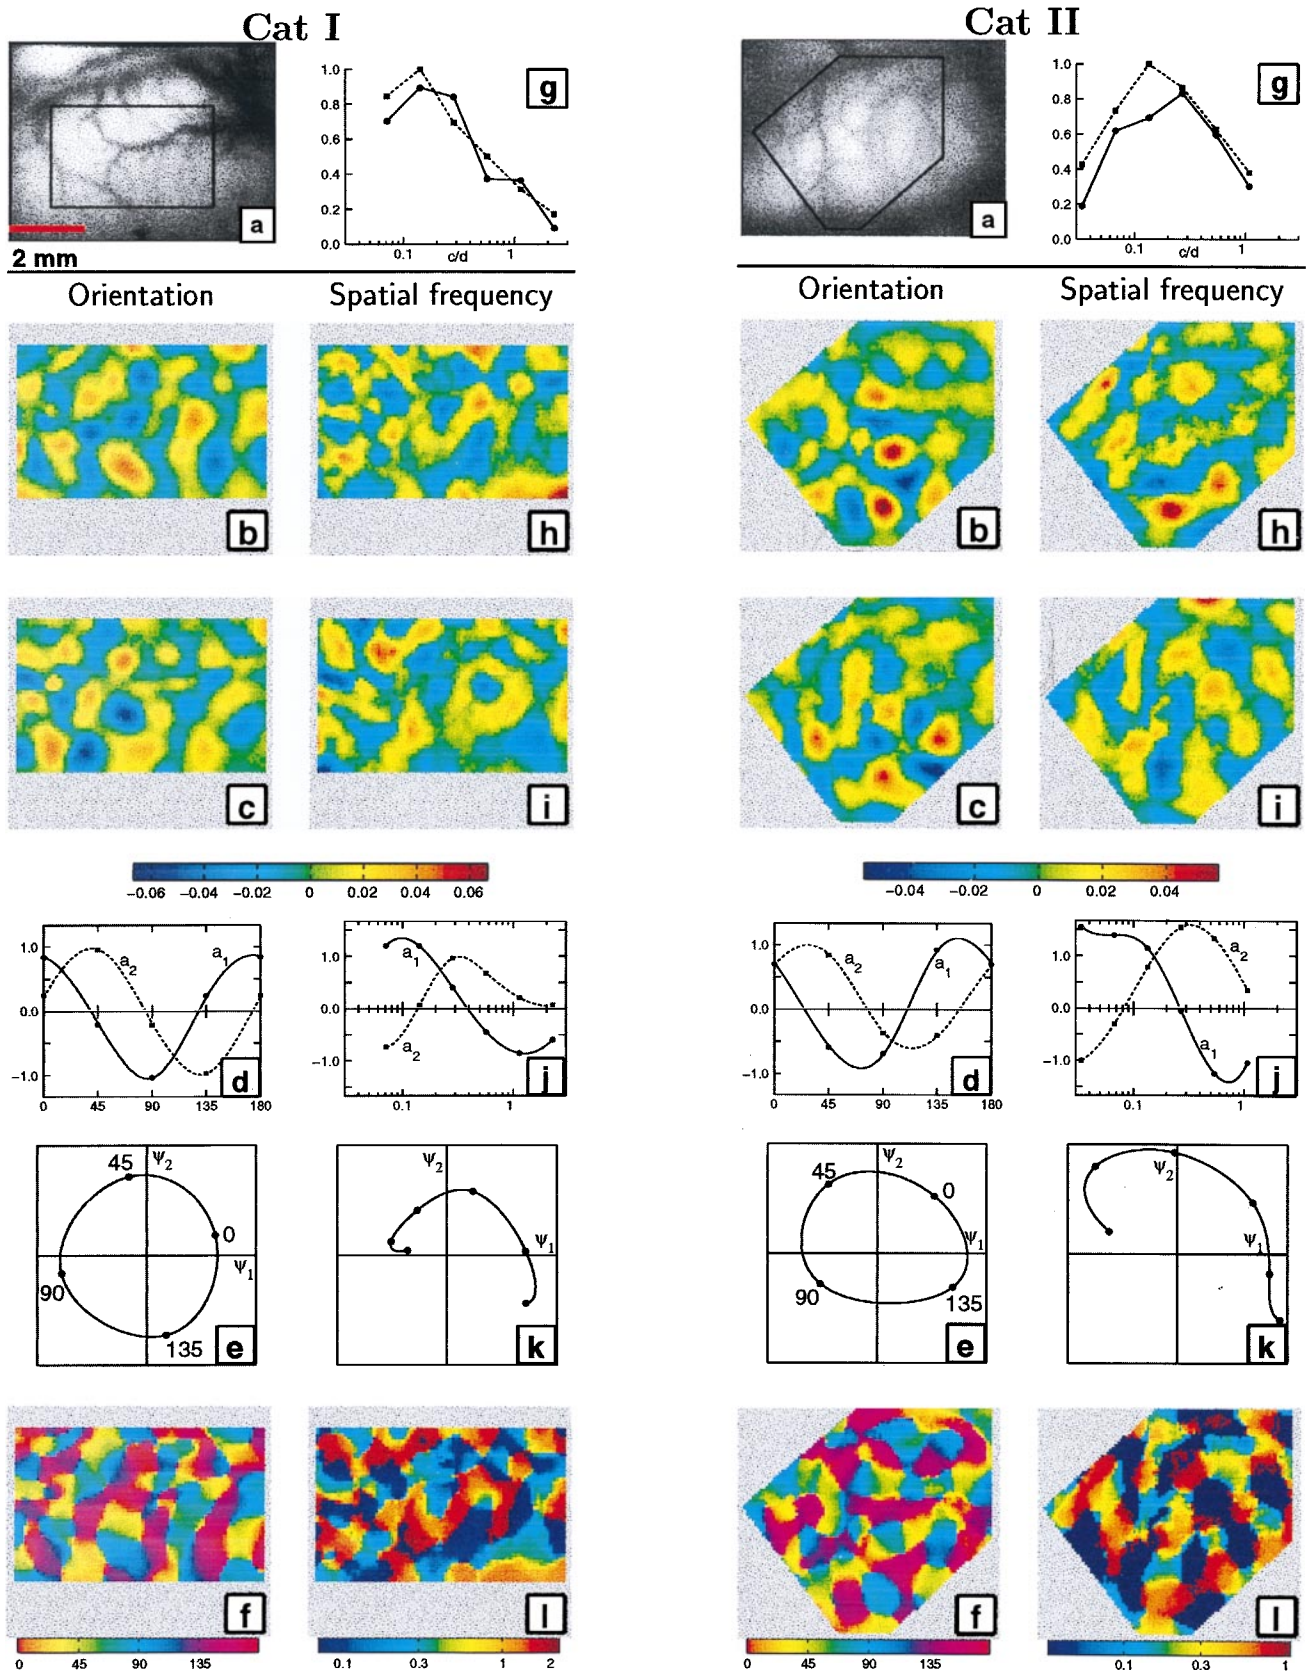 Cat I
Cat II
a
2 mm
1.0
0.8
0.6
0.4
0.2
0.0
0.1
c/d
1
g
a
1.0
0.8
0.6
0.4
0.2
0.0
0.1
c/d
1
g
Orientation
Spatial frequency
Orientation
Spatial frequency
b
h
b
h
c
i
c
i
−0.06 −0.04 −0.02 0 0.02 0.04 0.06
−0.04 −0.02 0 0.02 0.04
1.0
0.0
−1.0
a2
a1
d
0 45 90 135 180
1.0
0.0
−1.0
a1
a2
j
0.1 1
1.0
0.0
−1.0
a2
a1
d
0 45 90 135 180
1.0
0.0
−1.0
a2
a1
j
0.1 1
45
ψ2
0
ψ1
90
135
e
ψ2
ψ1
k
45
ψ2
0
ψ1
90
135
e
ψ2
ψ1
k
f
l
f
l
0 45 90 135
0.1 0.3 1 2
0 45 90 135
0.1 0.3 1